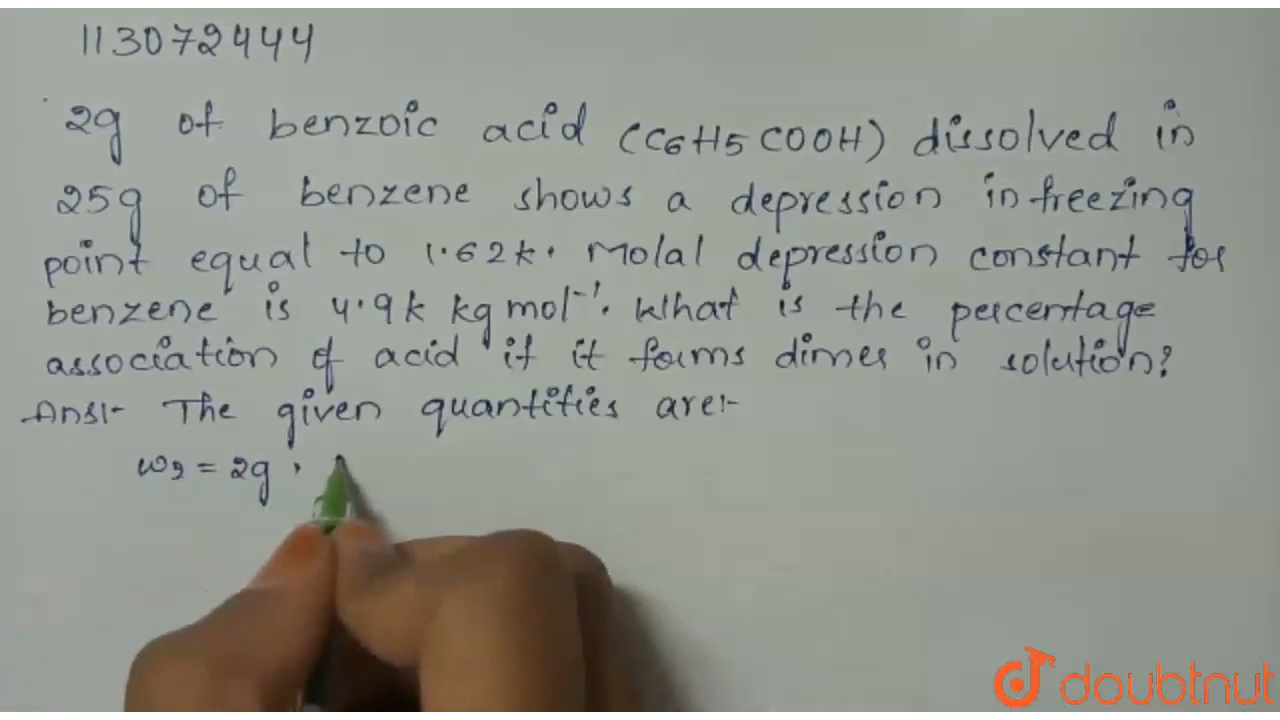 113072444
2g of benzoic acid (C6H5COOH) dissolved in
25g of benzene shows a depression in freezing
point equal to 1.62k. Molal depression constant for
benzene is 4.9k kg mol⁻¹. What is the percentage
association of acid if it forms dimer in solution?
Ans:- The given quantities are:-
w2 = 2g,
doubtnut